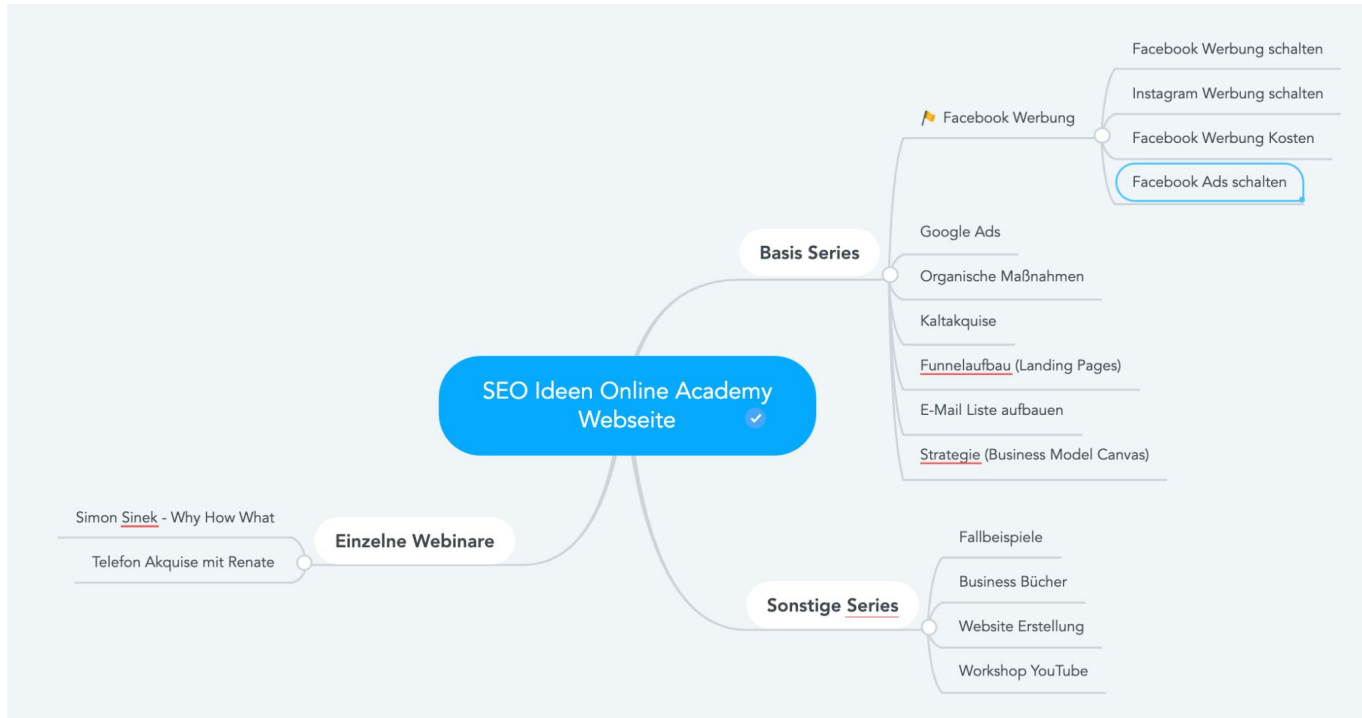 SEO Ideen Online Academy
Webseite
Basis Series
Facebook Werbung
Facebook Werbung schalten
Instagram Werbung schalten
Facebook Werbung Kosten
Facebook Ads schalten
Google Ads
Organische Maßnahmen
Kaltakquise
Funnelaufbau (Landing Pages)
E-Mail Liste aufbauen
Strategie (Business Model Canvas)
Sonstige Series
Fallbeispiele
Business Bücher
Website Erstellung
Workshop YouTube
Einzelne Webinare
Simon Sinek - Why How What
Telefon Akquise mit Renate